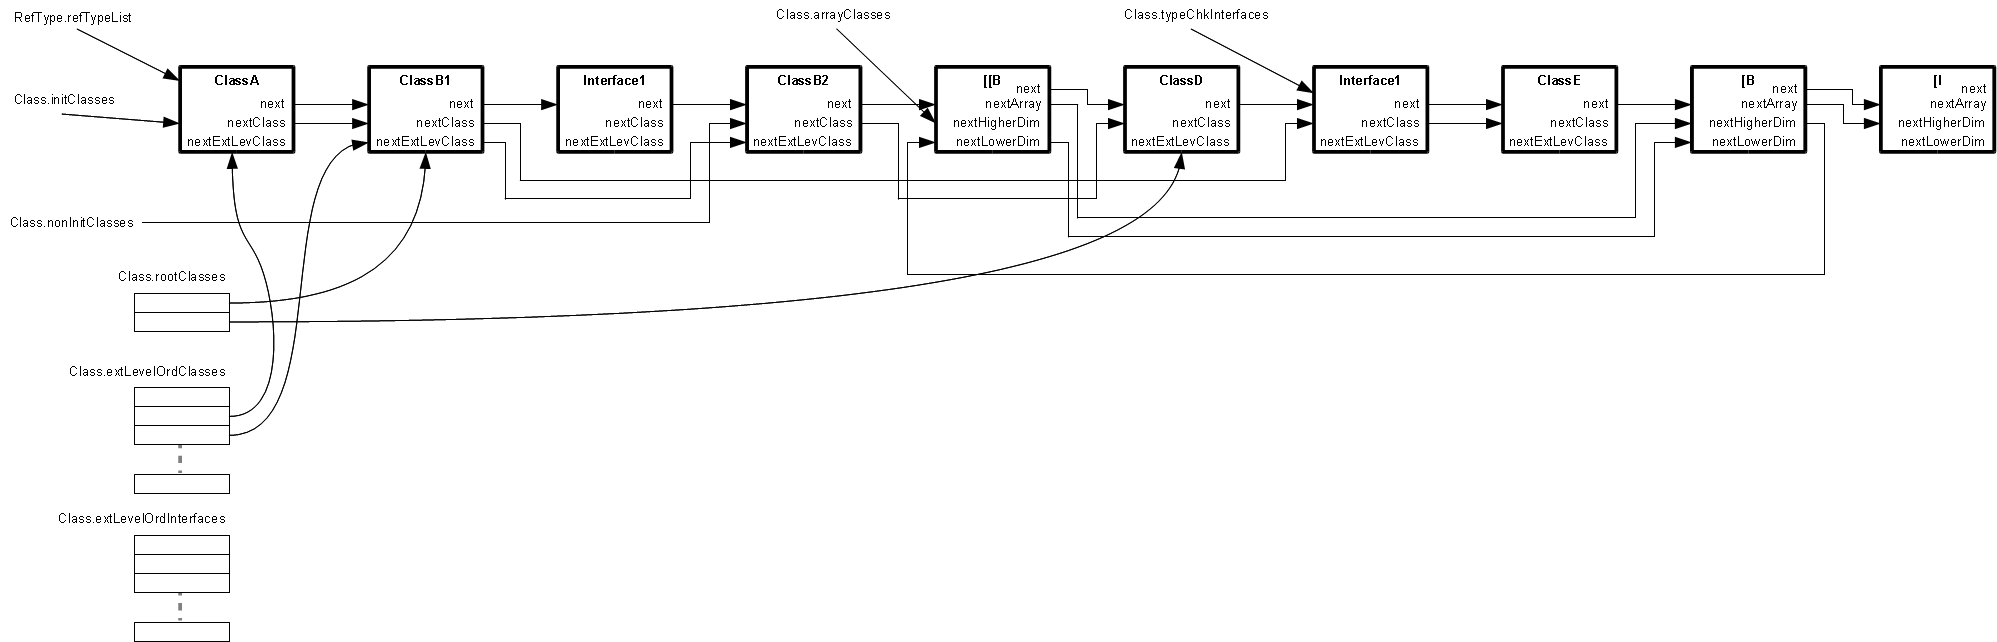 RefType.refTypeList
Class.arrayClasses
Class.typeChkInterfaces
Class.initClasses
ClassA
next
nextClass
nextExtLevClass
ClassB1
next
nextClass
nextExtLevClass
Interface1
next
nextClass
nextExtLevClass
ClassB2
next
nextClass
nextExtLevClass
[[B
next
nextArray
nextHigherDim
nextLowerDim
ClassD
next
nextClass
nextExtLevClass
Interface1
next
nextClass
nextExtLevClass
ClassE
next
nextClass
nextExtLevClass
[B
next
nextArray
nextHigherDim
nextLowerDim
[I
next
nextArray
nextHigherDim
nextLowerDim
Class.nonInitClasses
Class.rootClasses
Class.extLevelOrdClasses
Class.extLevelOrdInterfaces